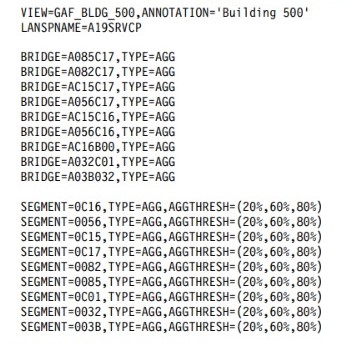 VIEW=GAF_BLDG_500,ANNOTATION='Building 500'
LANSPNAME=A19SRVCP
BRIDGE=A085C17,TYPE=AGG
BRIDGE=A082C17,TYPE=AGG
BRIDGE=AC15C17,TYPE=AGG
BRIDGE=A056C17,TYPE=AGG
BRIDGE=AC15C16,TYPE=AGG
BRIDGE=A056C16,TYPE=AGG
BRIDGE=AC16B00,TYPE=AGG
BRIDGE=A032C01,TYPE=AGG
BRIDGE=A03B032,TYPE=AGG
SEGMENT=0C16,TYPE=AGG,AGGTHRESH=(20%,60%,80%)
SEGMENT=0056,TYPE=AGG,AGGTHRESH=(20%,60%,80%)
SEGMENT=0C15,TYPE=AGG,AGGTHRESH=(20%,60%,80%)
SEGMENT=0C17,TYPE=AGG,AGGTHRESH=(20%,60%,80%)
SEGMENT=0082,TYPE=AGG,AGGTHRESH=(20%,60%,80%)
SEGMENT=0085,TYPE=AGG,AGGTHRESH=(20%,60%,80%)
SEGMENT=0C01,TYPE=AGG,AGGTHRESH=(20%,60%,80%)
SEGMENT=0032,TYPE=AGG,AGGTHRESH=(20%,60%,80%)
SEGMENT=003B,TYPE=AGG,AGGTHRESH=(20%,60%,80%)